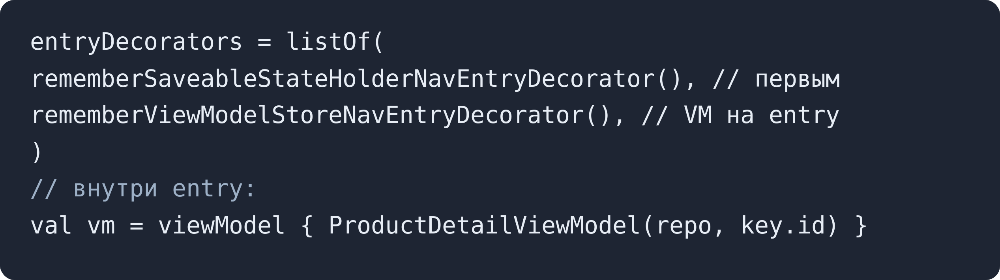 entryDecorators = listOf(
rememberSaveableStateHolderNavEntryDecorator(), // первым
rememberViewModelStoreNavEntryDecorator(), // VM на entry
)
// внутри entry:
val vm = viewModel { ProductDetailViewModel(repo, key.id) }